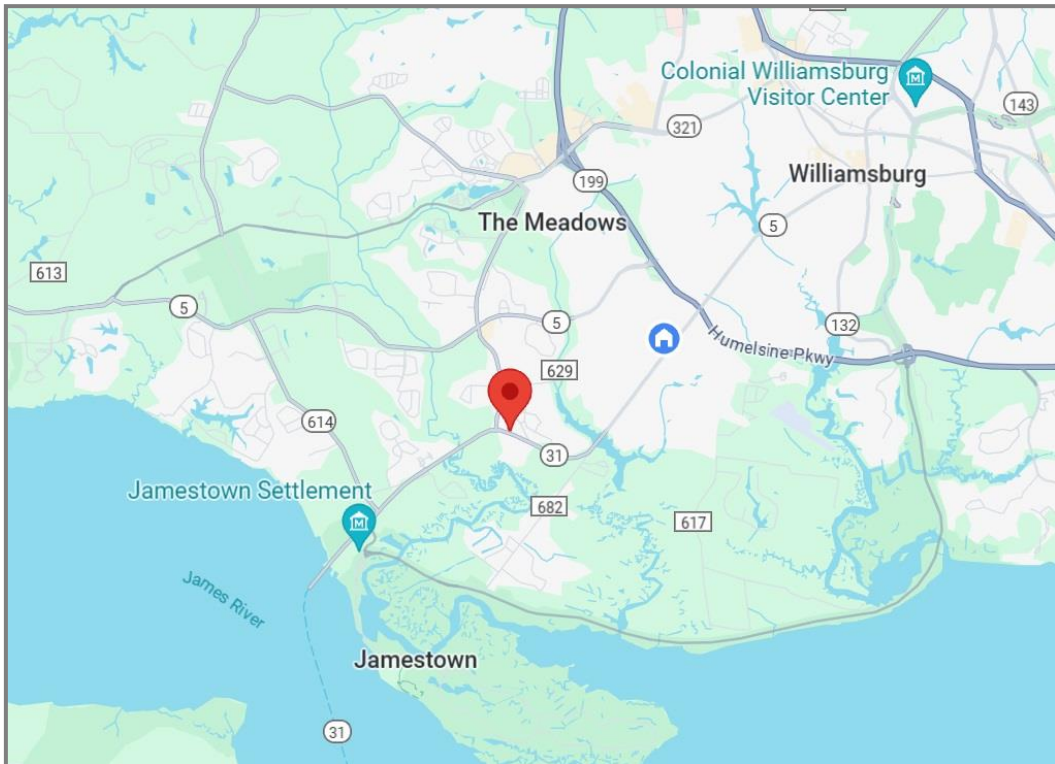 Colonial Williamsburg
Visitor Center
143
321
199
Williamsburg
The Meadows
5
613
5
5
132
Humelsine Pkwy
629
614
31
Jamestown Settlement
682
617
James River
Jamestown
31